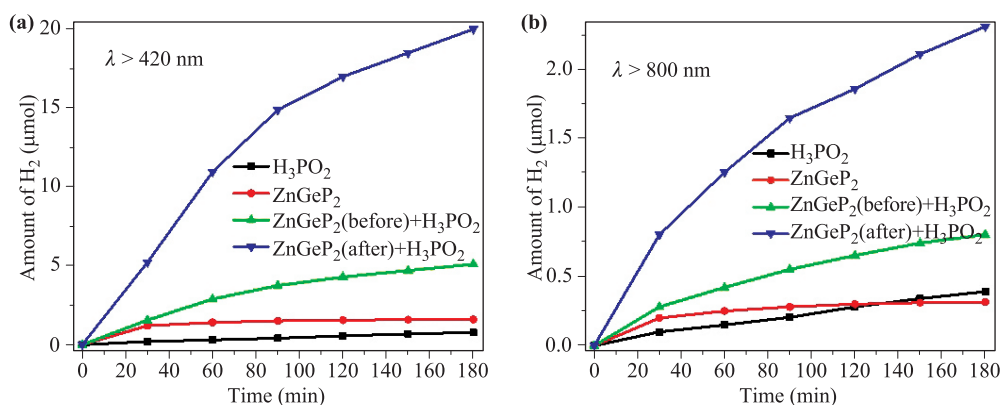 (a)
λ > 420 nm
20
15
10
5
0
Amount of H₂ (μmol)
H₃PO₂
ZnGeP₂
ZnGeP₂(before)+H₃PO₂
ZnGeP₂(after)+H₃PO₂
0 20 40 60 80 100 120 140 160 180
Time (min)
(b)
λ > 800 nm
2.0
1.5
1.0
0.5
0.0
Amount of H₂ (μmol)
H₃PO₂
ZnGeP₂
ZnGeP₂(before)+H₃PO₂
ZnGeP₂(after)+H₃PO₂
0 20 40 60 80 100 120 140 160 180
Time (min)